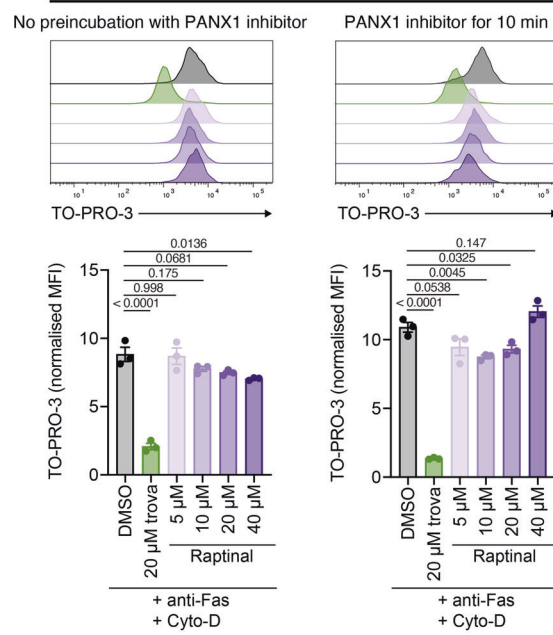 No preincubation with PANX1 inhibitor
PANX1 inhibitor for 10 min
10¹ 10² 10³ 10⁴ 10⁵
10¹ 10² 10³ 10⁴ 10⁵
TO-PRO-3
TO-PRO-3
0.0136
0.0681
0.175
0.998
< 0.0001
TO-PRO-3 (normalised MFI)
15
10
5
0
DMSO
20 µM trova
5 µM
10 µM
20 µM
40 µM
Raptinal
+ anti-Fas
+ Cyto-D
0.147
0.0325
0.0045
0.0538
< 0.0001
TO-PRO-3 (normalised MFI)
15
10
5
0
DMSO
20 µM trova
5 µM
10 µM
20 µM
40 µM
Raptinal
+ anti-Fas
+ Cyto-D